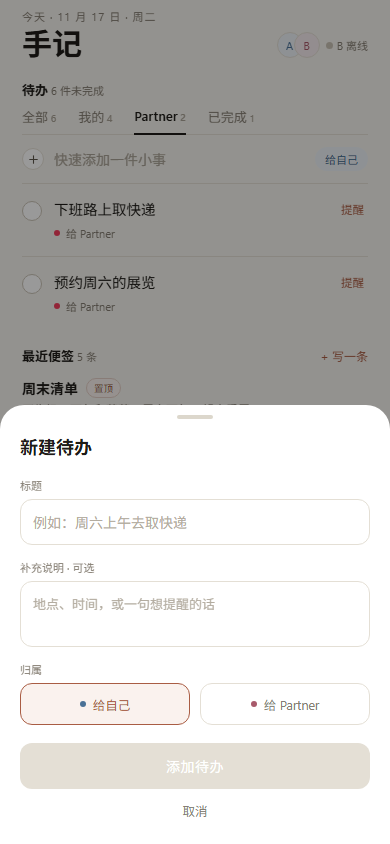 今天 · 11 月 17 日 · 周二
手记
A B B 离线
待办 6 件未完成
全部 6 我的 4 Partner 2 已完成 1
+ 快速添加一件小事 给自己
下班路上取快递 提醒
给 Partner
预约周六的展览 提醒
给 Partner
最近便签 5 条 + 写一条
周末清单 置顶
新建待办
标题
例如：周六上午去取快递
补充说明 · 可选
地点、时间，或一句想提醒的话
归属
给自己 给 Partner
添加待办
取消